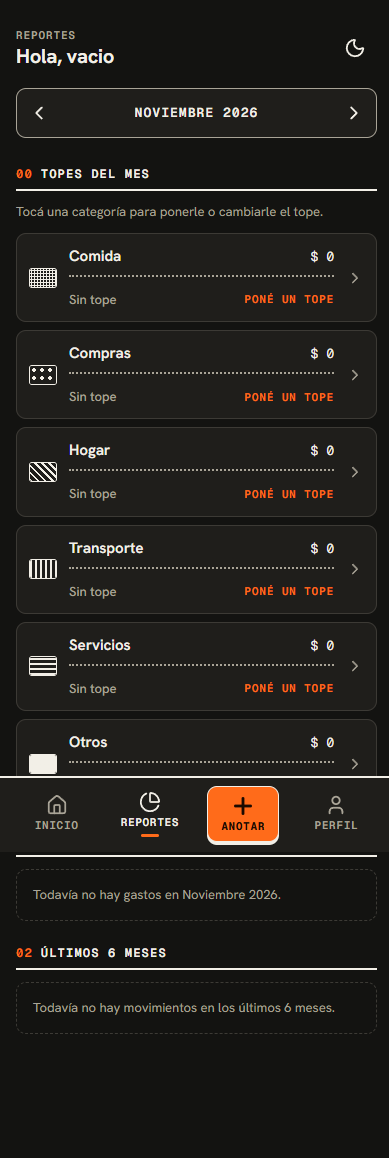 REPORTES
Hola, vacio
NOVIEMBRE 2026
00 TOPES DEL MES
Tocá una categoría para ponerle o cambiarle el tope.
Comida $ 0
Sin tope PONÉ UN TOPE
Compras $ 0
Sin tope PONÉ UN TOPE
Hogar $ 0
Sin tope PONÉ UN TOPE
Transporte $ 0
Sin tope PONÉ UN TOPE
Servicios $ 0
Sin tope PONÉ UN TOPE
Otros $ 0
INICIO REPORTES ANOTAR PERFIL
Todavía no hay gastos en Noviembre 2026.
02 ÚLTIMOS 6 MESES
Todavía no hay movimientos en los últimos 6 meses.